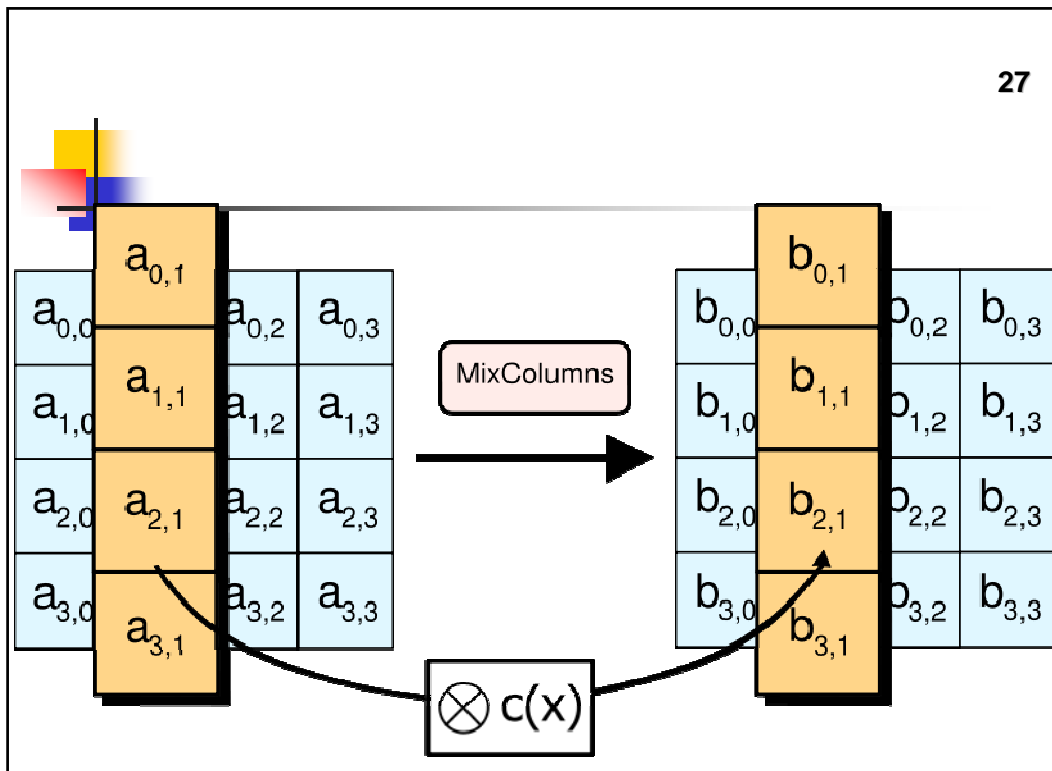 27
a0,1
a0,0 a0,2 a0,3
a1,1
a1,0 a1,2 a1,3
a2,1
a2,0 a2,2 a2,3
a3,1
a3,0 a3,2 a3,3
MixColumns
b0,1
b0,0 b0,2 b0,3
b1,1
b1,0 b1,2 b1,3
b2,1
b2,0 b2,2 b2,3
b3,1
b3,0 b3,2 b3,3
⊗ c(x)